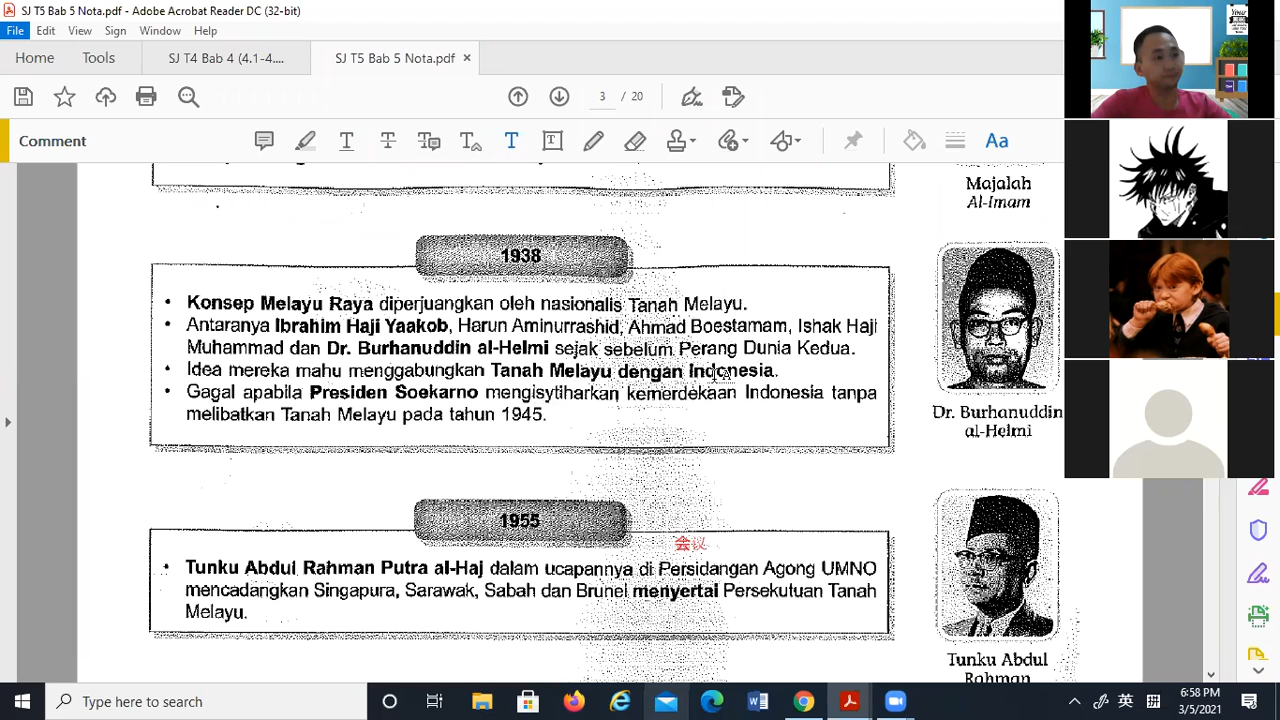 SJ T5 Bab 5 Nota.pdf - Adobe Acrobat Reader DC (32-bit)
File Edit View Sign Window Help
Home Tools SJ T4 Bab 4 (4.1-4.... SJ T5 Bab 5 Nota.pdf ×
3 / 20
Comment
Aa
Majalah
Al-Imam
1938
• Konsep Melayu Raya diperjuangkan oleh nasionalis Tanah Melayu.
• Antaranya Ibrahim Haji Yaakob, Harun Aminurrashid, Ahmad Boestamam, Ishak Haji
Muhammad dan Dr. Burhanuddin al-Helmi sejak sebelum Perang Dunia Kedua.
• Idea mereka mahu menggabungkan Tanah Melayu dengan Indonesia.
• Gagal apabila Presiden Soekarno mengisytiharkan kemerdekaan Indonesia tanpa
melibatkan Tanah Melayu pada tahun 1945.
Dr. Burhanuddin
al-Helmi
1955
会议
• Tunku Abdul Rahman Putra al-Haj dalam ucapannya di Persidangan Agong UMNO
mencadangkan Singapura, Sarawak, Sabah dan Brunei menyertai Persekutuan Tanah
Melayu.
Tunku Abdul
Rahman
Type here to search
英
6:58 PM
3/5/2021